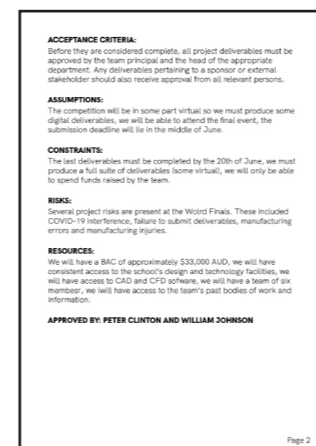 ACCEPTANCE CRITERIA:
Before they are considered complete, all project deliverables must be
approved by the team principal and the head of the appropriate
department. Any deliverables pertaining to a sponsor or external
stakeholder should also receive approval from all relevant persons.
ASSUMPTIONS:
The competition will be in some part virtual so we must produce some
digital deliverables, we will be able to attend the final event, the
submission deadline will lie in the middle of June.
CONSTRAINTS:
The last deliverables must be completed by the 20th of June, we must
produce a full suite of deliverables (some virtual), we will only be able
to spend funds raised by the team.
RISKS:
Several project risks are present at the Wolrd Finals. These included
COVID-19 interference, failure to submit deliverables, manufacturing
errors and manufacturing injuries.
RESOURCES:
We will have a BAC of approximately $33,000 AUD, we will have
consistent access to the school's design and technology facilities, we
will have access to CAD and CFD sofware, we will have a team of six
membesr, we iwill have access to the team's past bodies of work and
information.
APPROVED BY: PETER CLINTON AND WILLIAM JOHNSON
Page 2